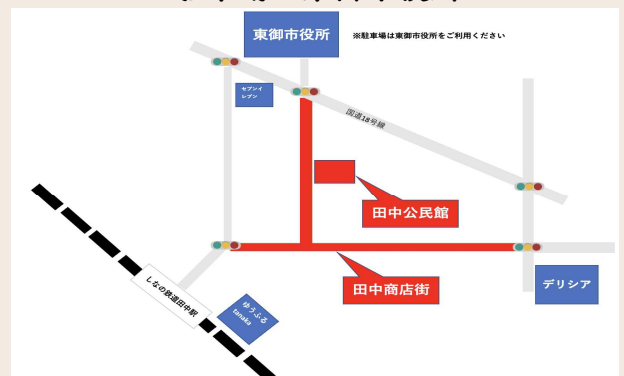 東御市役所
※駐車場は東御市役所をご利用ください
セブンイ
レブン
国道18号線
田中公民館
田中商店街
デリシア
しなの鉄道田中駅
ゆうふる
tanaka